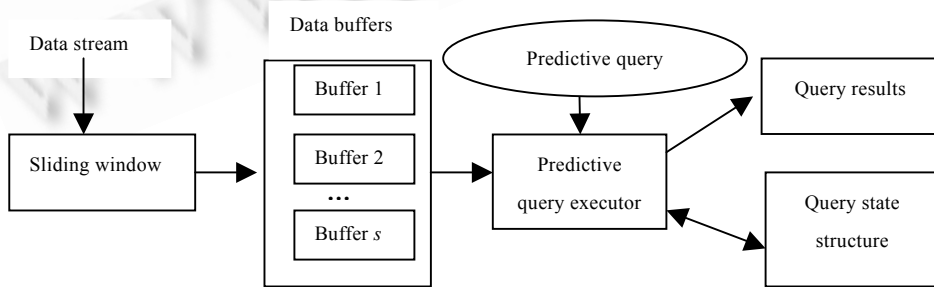 Data stream
Data buffers
Sliding window
Buffer 1
Buffer 2
...
Buffer s
Predictive query
Predictive
query executor
Query results
Query state
structure